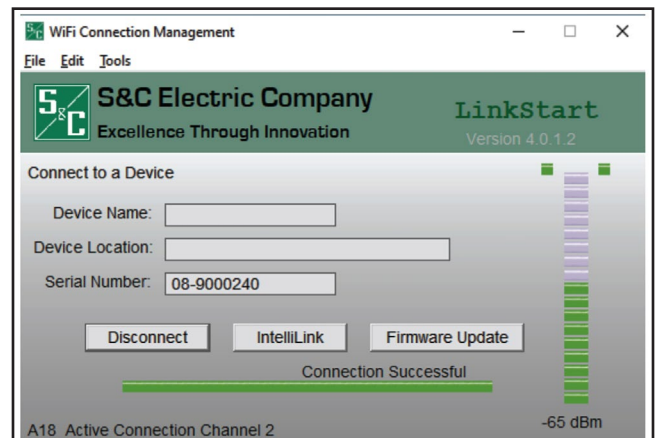 S&C WiFi Connection Management
File Edit Tools
S&C S&C Electric Company
Excellence Through Innovation
LinkStart
Version 4.0.1.2
Connect to a Device
Device Name:
Device Location:
Serial Number: 08-9000240
Disconnect IntelliLink Firmware Update
Connection Successful
A18 Active Connection Channel 2
-65 dBm